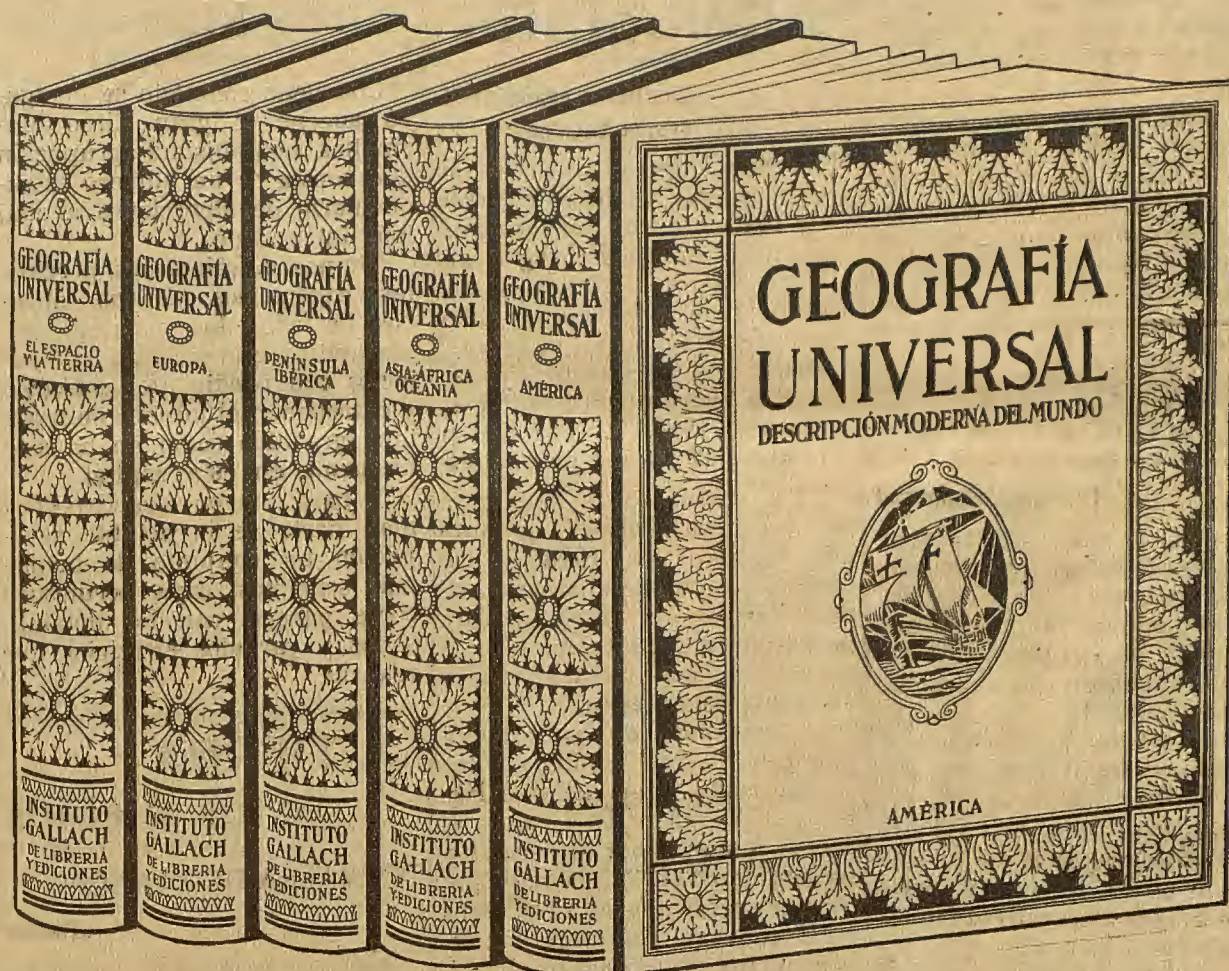 GEOGRAFÍA
UNIVERSAL
EL ESPACIO
Y LA TIERRA
INSTITUTO
GALLACH
DE LIBRERIA
Y EDICIONES
GEOGRAFÍA
UNIVERSAL
EUROPA
INSTITUTO
GALLACH
DE LIBRERIA
Y EDICIONES
GEOGRAFÍA
UNIVERSAL
PENÍNSULA
IBÉRICA
INSTITUTO
GALLACH
DE LIBRERIA
Y EDICIONES
GEOGRAFÍA
UNIVERSAL
ASIA·ÁFRICA
OCEANÍA
INSTITUTO
GALLACH
DE LIBRERIA
Y EDICIONES
GEOGRAFÍA
UNIVERSAL
AMÉRICA
INSTITUTO
GALLACH
DE LIBRERIA
Y EDICIONES
GEOGRAFÍA
UNIVERSAL
DESCRIPCIÓN MODERNA DEL MUNDO
AMÉRICA